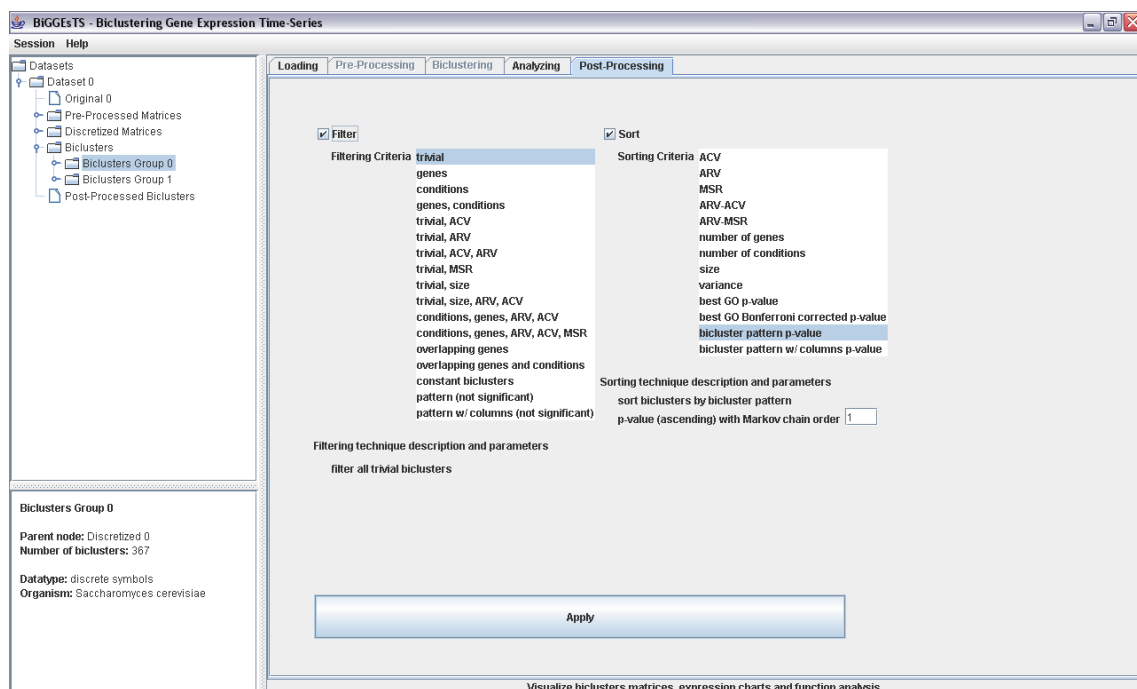 BiGGEsTS - Biclustering Gene Expression Time-Series
Session Help
Datasets
Dataset 0
Original 0
Pre-Processed Matrices
Discretized Matrices
Biclusters
Biclusters Group 0
Biclusters Group 1
Post-Processed Biclusters
Biclusters Group 0
Parent node: Discretized 0
Number of biclusters: 367
Datatype: discrete symbols
Organism: Saccharomyces cerevisiae
Loading Pre-Processing Biclustering Analyzing Post-Processing
Filter
Filtering Criteria trivial
genes
conditions
genes, conditions
trivial, ACV
trivial, ARV
trivial, ACV, ARV
trivial, MSR
trivial, size
trivial, size, ARV, ACV
conditions, genes, ARV, ACV
conditions, genes, ARV, ACV, MSR
overlapping genes
overlapping genes and conditions
constant biclusters
pattern (not significant)
pattern w/ columns (not significant)
Filtering technique description and parameters
filter all trivial biclusters
Sort
Sorting Criteria ACV
ARV
MSR
ARV-ACV
ARV-MSR
number of genes
number of conditions
size
variance
best GO p-value
best GO Bonferroni corrected p-value
bicluster pattern p-value
bicluster pattern w/ columns p-value
Sorting technique description and parameters
sort biclusters by bicluster pattern
p-value (ascending) with Markov chain order 1
Apply
Visualize biclusters matrices, expression charts and function analysis